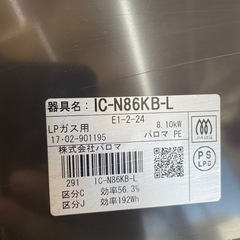 器具名： IC-N86KB-L
E1-2-24
LPガス用 8.10kW
17-02-901195 パロマ PE
株式会社パロマ
PS
LPG
291 IC-N86KB-L
区分C 効率56.3%
区分J 効率192Wh